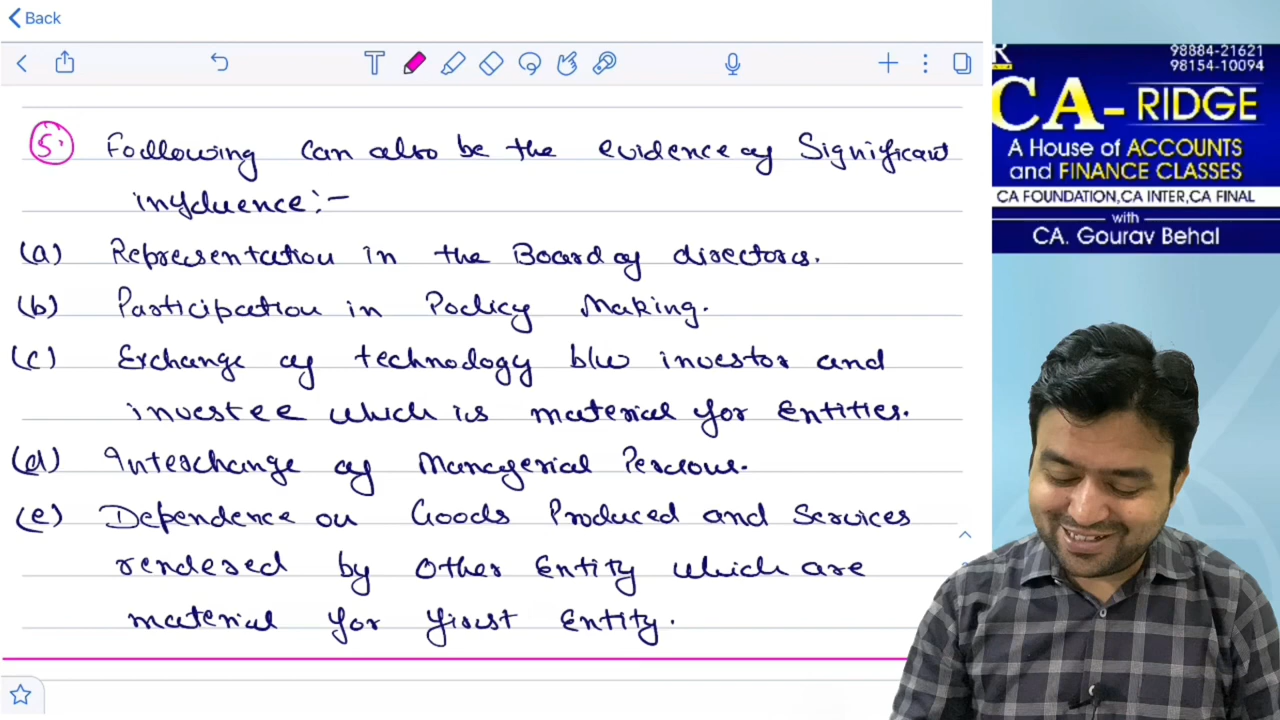 Back
T
5.
Following can also be the evidence of Significant
influence:-
(a) Representation in the Board of directors.
(b) Participation in Policy Making.
(c) Exchange of technology b/w investor and
investee which is material for Entities.
(d) Interchange of Managerial Persons.
(e) Dependence on Goods Produced and Services
rendered by Other Entity which are
material for first Entity.
R
98884-21621
98154-10094
CA- RIDGE
A House of ACCOUNTS
and FINANCE CLASSES
CA FOUNDATION,CA INTER,CA FINAL
with
CA. Gourav Behal